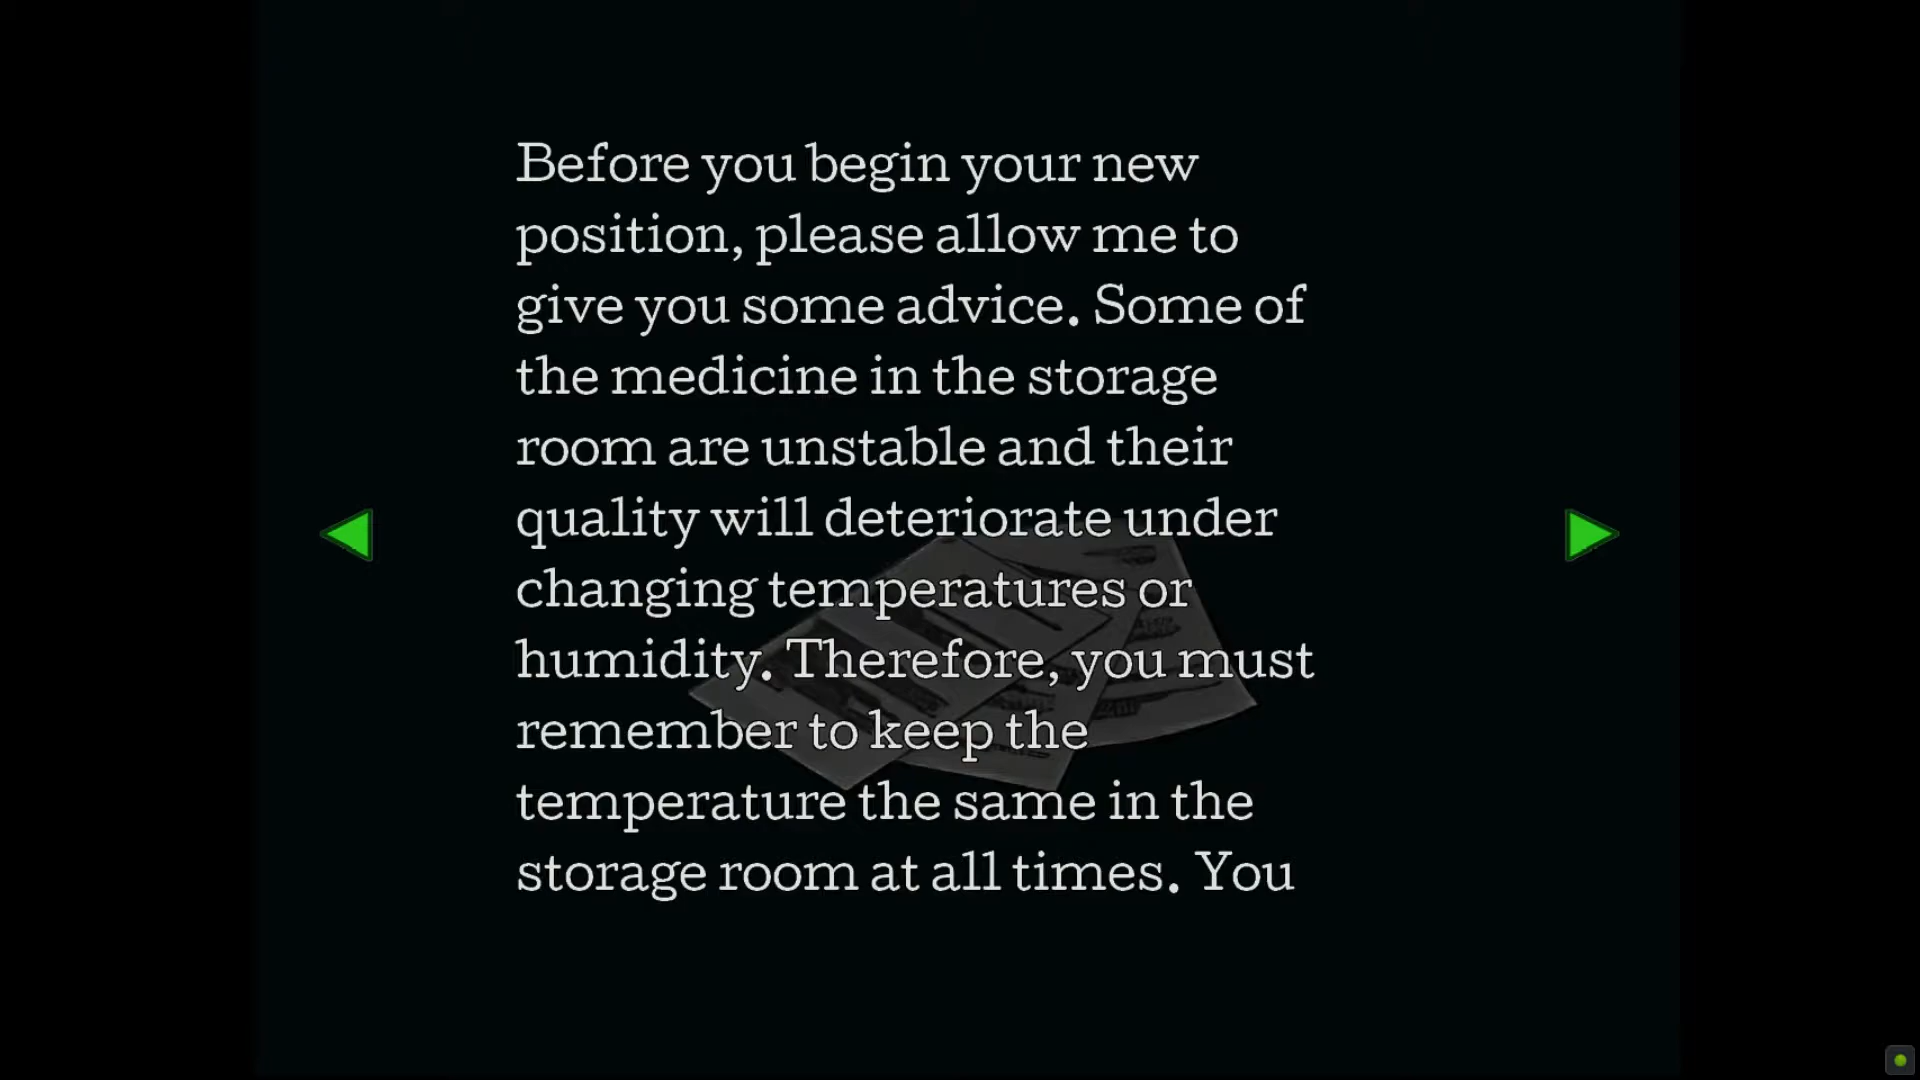 Before you begin your new
position, please allow me to
give you some advice. Some of
the medicine in the storage
room are unstable and their
quality will deteriorate under
changing temperatures or
humidity. Therefore, you must
remember to keep the
temperature the same in the
storage room at all times. You